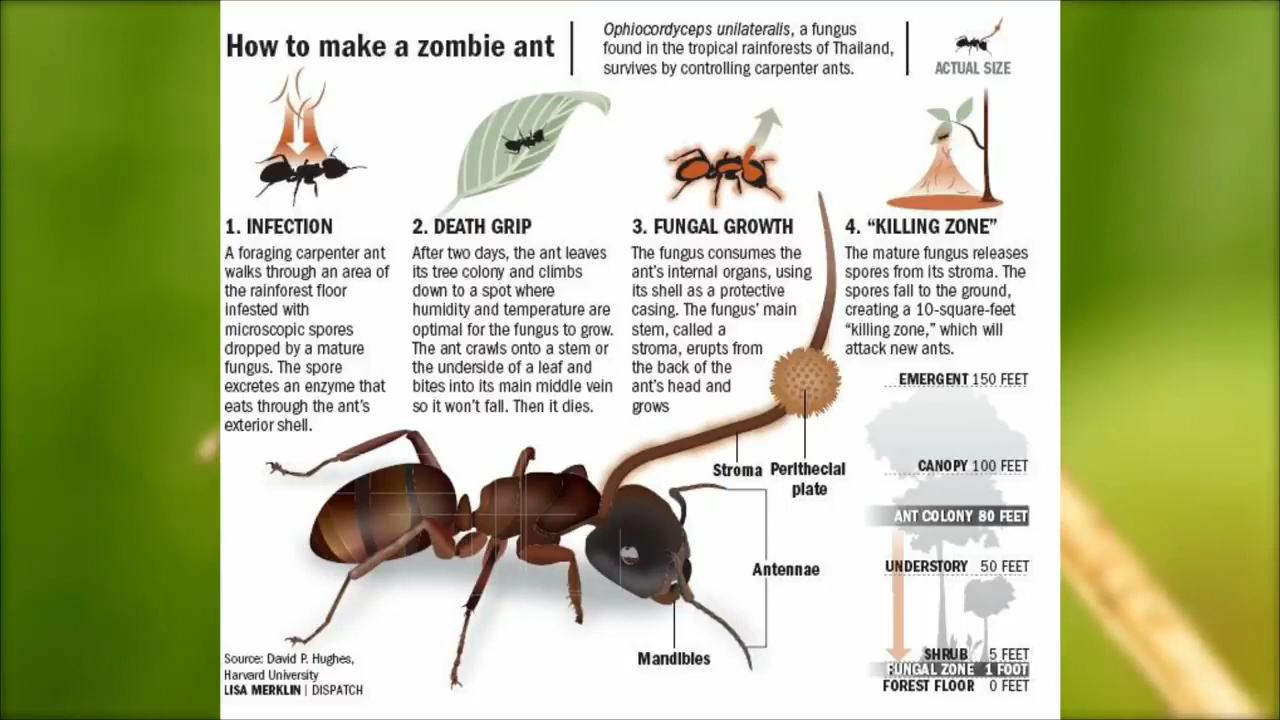 How to make a zombie ant
Ophiocordyceps unilateralis, a fungus
found in the tropical rainforests of Thailand,
survives by controlling carpenter ants.
ACTUAL SIZE
1. INFECTION
A foraging carpenter ant
walks through an area of
the rainforest floor
infested with
microscopic spores
dropped by a mature
fungus. The spore
excretes an enzyme that
eats through the ant's
exterior shell.
2. DEATH GRIP
After two days, the ant leaves
its tree colony and climbs
down to a spot where
humidity and temperature are
optimal for the fungus to grow.
The ant crawls onto a stem or
the underside of a leaf and
bites into its main middle vein
so it won't fall. Then it dies.
3. FUNGAL GROWTH
The fungus consumes the
ant's internal organs, using
its shell as a protective
casing. The fungus' main
stem, called a
stroma, erupts from
the back of the
ant's head and
grows
4. “KILLING ZONE”
The mature fungus releases
spores from its stroma. The
spores fall to the ground,
creating a 10-square-feet
“killing zone,” which will
attack new ants.
Stroma
Perithecial
plate
Antennae
Mandibles
EMERGENT 150 FEET
CANOPY 100 FEET
ANT COLONY 80 FEET
UNDERSTORY 50 FEET
SHRUB 5 FEET
FUNGAL ZONE 1 FOOT
FOREST FLOOR 0 FEET
Source: David P. Hughes,
Harvard University
LISA MERKLIN | DISPATCH